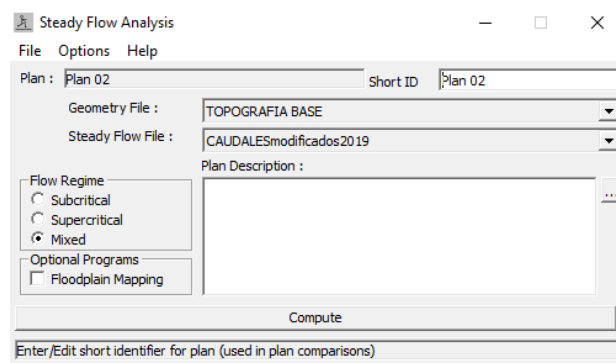 Steady Flow Analysis
File Options Help
Plan : Plan 02 Short ID Plan 02
Geometry File : TOPOGRAFIA BASE
Steady Flow File : CAUDALESmodificados2019
Plan Description :
Flow Regime
Subcritical
Supercritical
Mixed
Optional Programs
Floodplain Mapping
...
Compute
Enter/Edit short identifier for plan (used in plan comparisons)